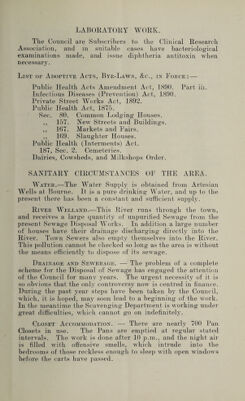 LABORATORY WORK.
The Council are Subscribers to the Clinical Research
Association, and in suitable cases have bacteriological
examinations made, and issue diphtheria antitoxin when
necessary.
LIST OF ADOPTIVE ACTS, BYE-LAWS, &C., IN FORCE:—
Public Health Acts Amendment Act, 1890. Part iii.
Infectious Diseases (Prevention) Act, 1890.
Private Street Works Act, 1892.
Public Health Act, 1875.
Sec. 80. Common Lodging Houses.
„ 157. New Streets and Buildings.
„ 167. Markets and Fairs.
„ 169. Slaughter Houses.
Public Health (Interments) Act.
187, Sec. 2. Cemeteries.
Dairies, Cowsheds, and Milkshops Order.
SANITARY CIRCUMSTANCES OF THE AREA.
WATER.—The Water Supply is obtained from Artesian
Wells at Bourne. It is a pure drinking Water, and up to the
present there has been a constant and sufficient supply.
RIVER WELLAND.—This River runs through the town,
and receives a large quantity of unpurified Sewage from the
present Sewage Disposal Works. In addition a large number
of houses have their drainage discharging directly into the
River. Town Sewers also empty themselves into the River.
This pollution cannot be checked so long as the area is without
the means efficiently to dispose of its sewage.
DRAINAGE AND SEWERAGE. — The problem of a complete
scheme for the Disposal of Sewage has engaged the attention
of the Council for many years. The urgent necessity of it is
so obvious that the only controversy now is centred in finance.
During the past year steps have been taken by the Council,
which, it is hoped, may soon lead to a beginning of the work.
In the meantime the Scavenging Department is working under
great difficulties, which cannot go on indefinitely.
CLOSET ACCOMMODATION. — There are nearly 700 Pan
Closets in use. The Pans are emptied at regular stated
intervals. The work is done after 10 p.m., and the night air
is filled with offensive smells, which intrude into the
bedrooms of those reckless enough to sleep with open windows
before the carts have passed.